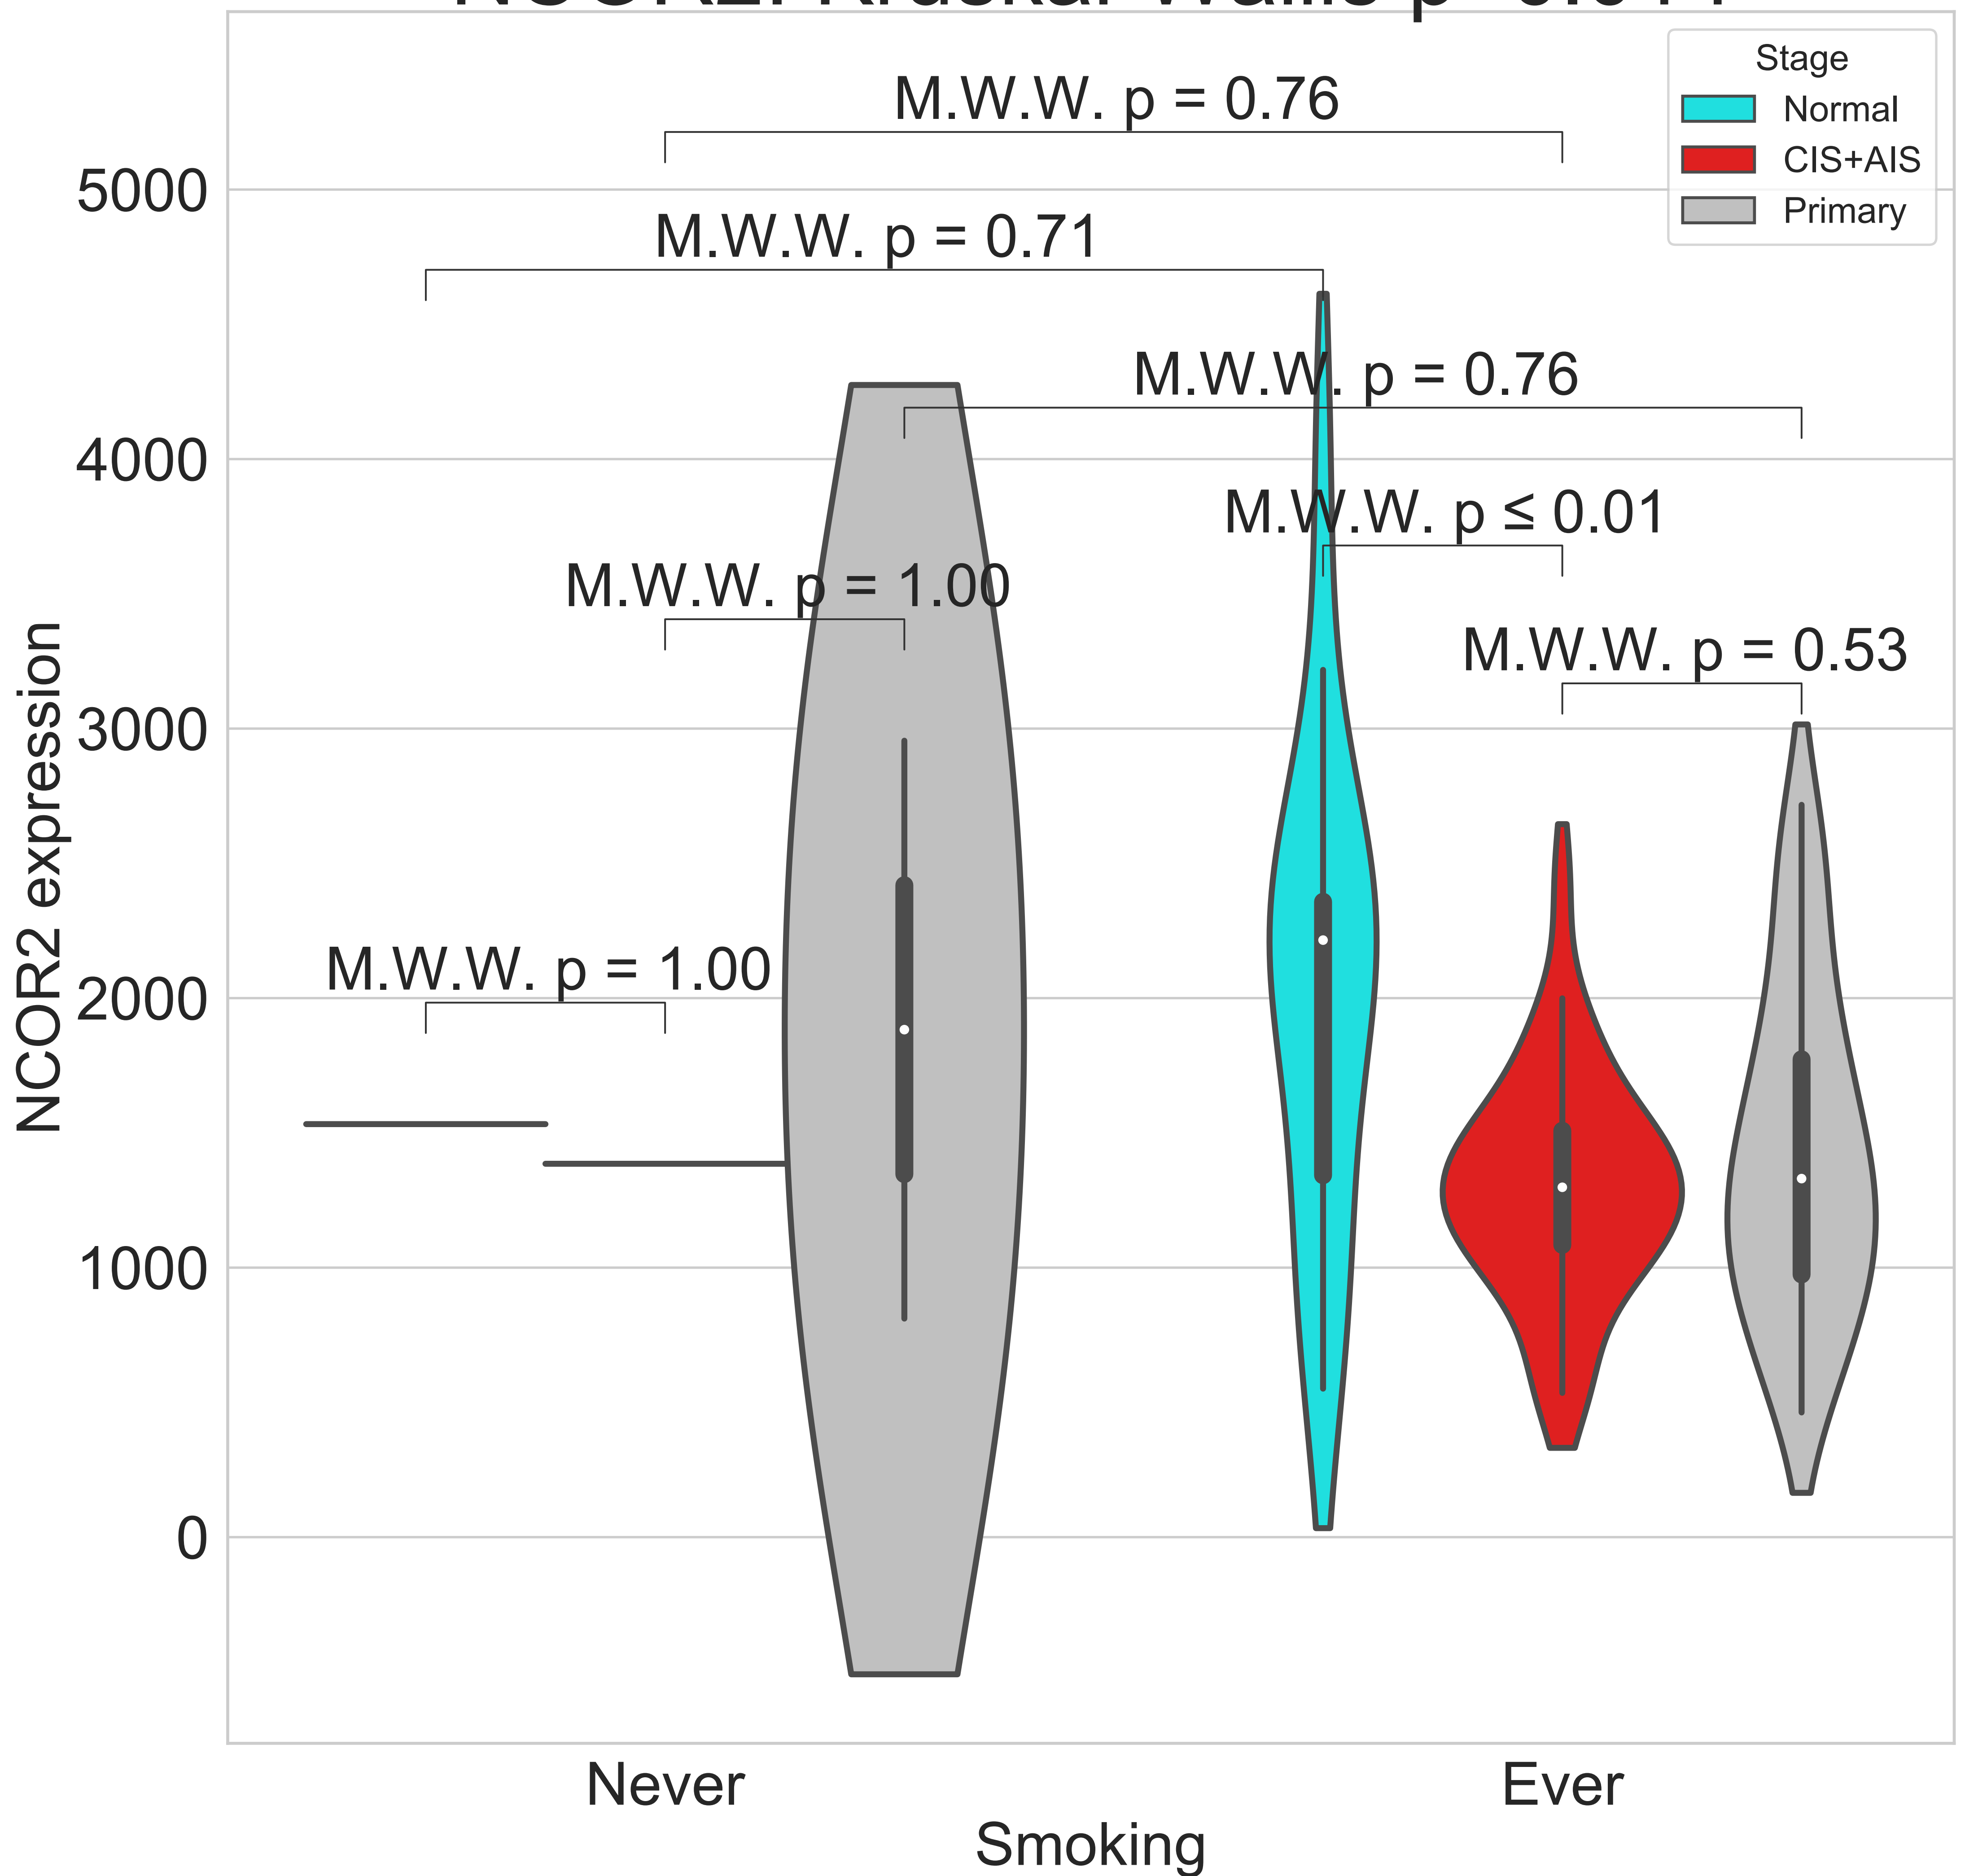 Stage
Normal
CIS+AIS
Primary
M.W.W. p = 0.76
M.W.W. p = 0.71
M.W.W. p = 0.76
M.W.W. p ≤ 0.01
M.W.W. p = 1.00
M.W.W. p = 0.53
M.W.W. p = 1.00
5000
4000
3000
2000
1000
0
NCOR2 expression
Never
Ever
Smoking